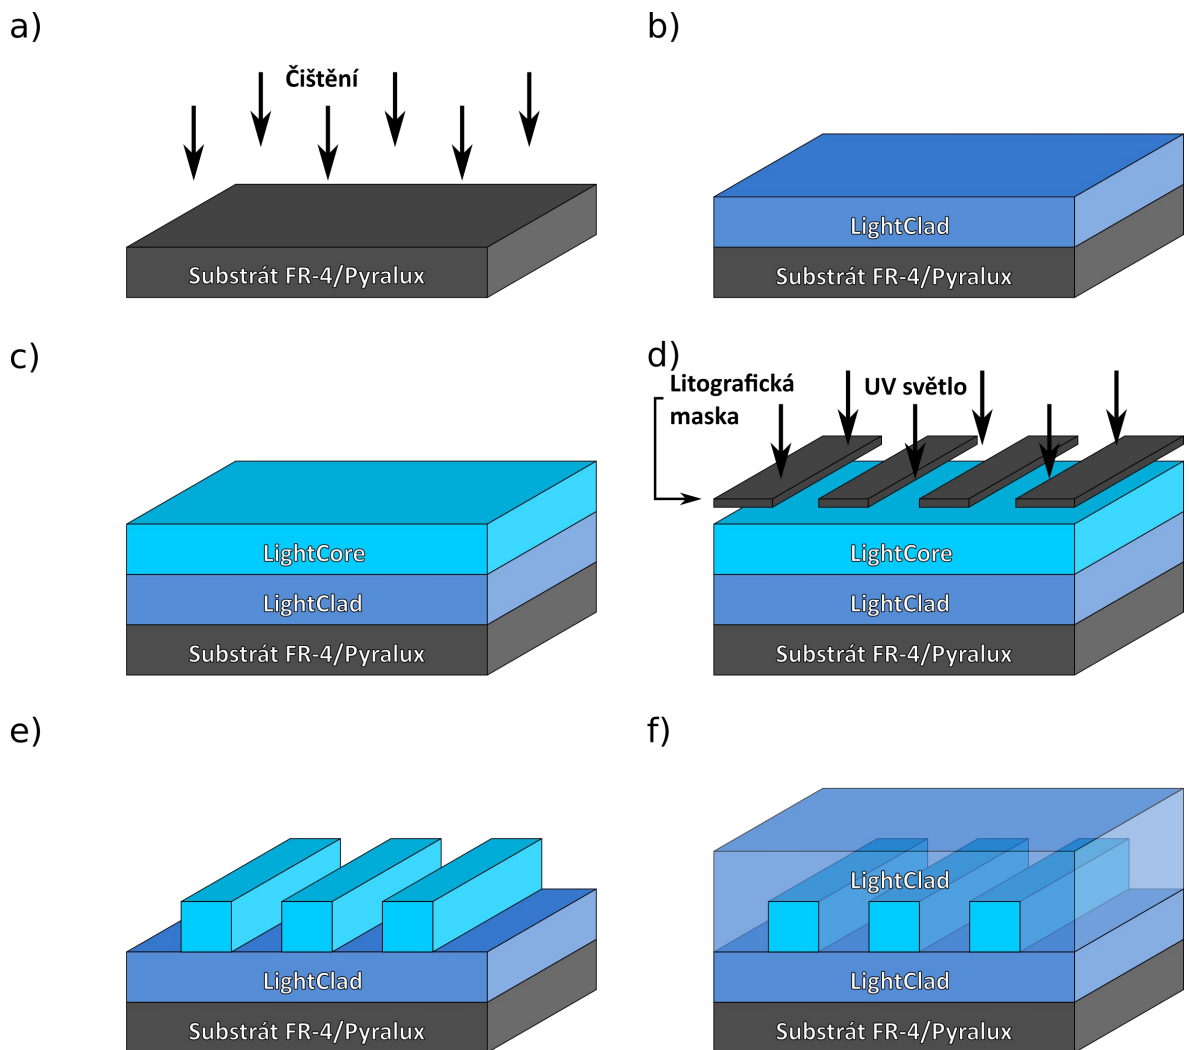 a)
Čištění
Substrát FR-4/Pyralux
b)
LightClad
Substrát FR-4/Pyralux
c)
LightCore
LightClad
Substrát FR-4/Pyralux
d)
Litografická
maska
UV světlo
LightCore
LightClad
Substrát FR-4/Pyralux
e)
LightClad
Substrát FR-4/Pyralux
f)
LightClad
LightClad
Substrát FR-4/Pyralux